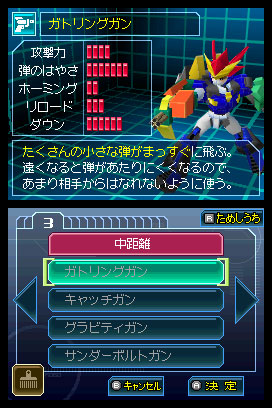 ガトリングガン
攻撃力
弾のはやさ
ホーミング
リロード
ダウン
たくさんの小さな弾がまっすぐに飛ぶ。
遠くなると弾があたりにくくなるので、
あまり相手からはなれないように使う。
3
R ためしうち
中距離
ガトリングガン
キャッチガン
グラビティガン
サンダーボルトガン
B キャンセル
A 決定